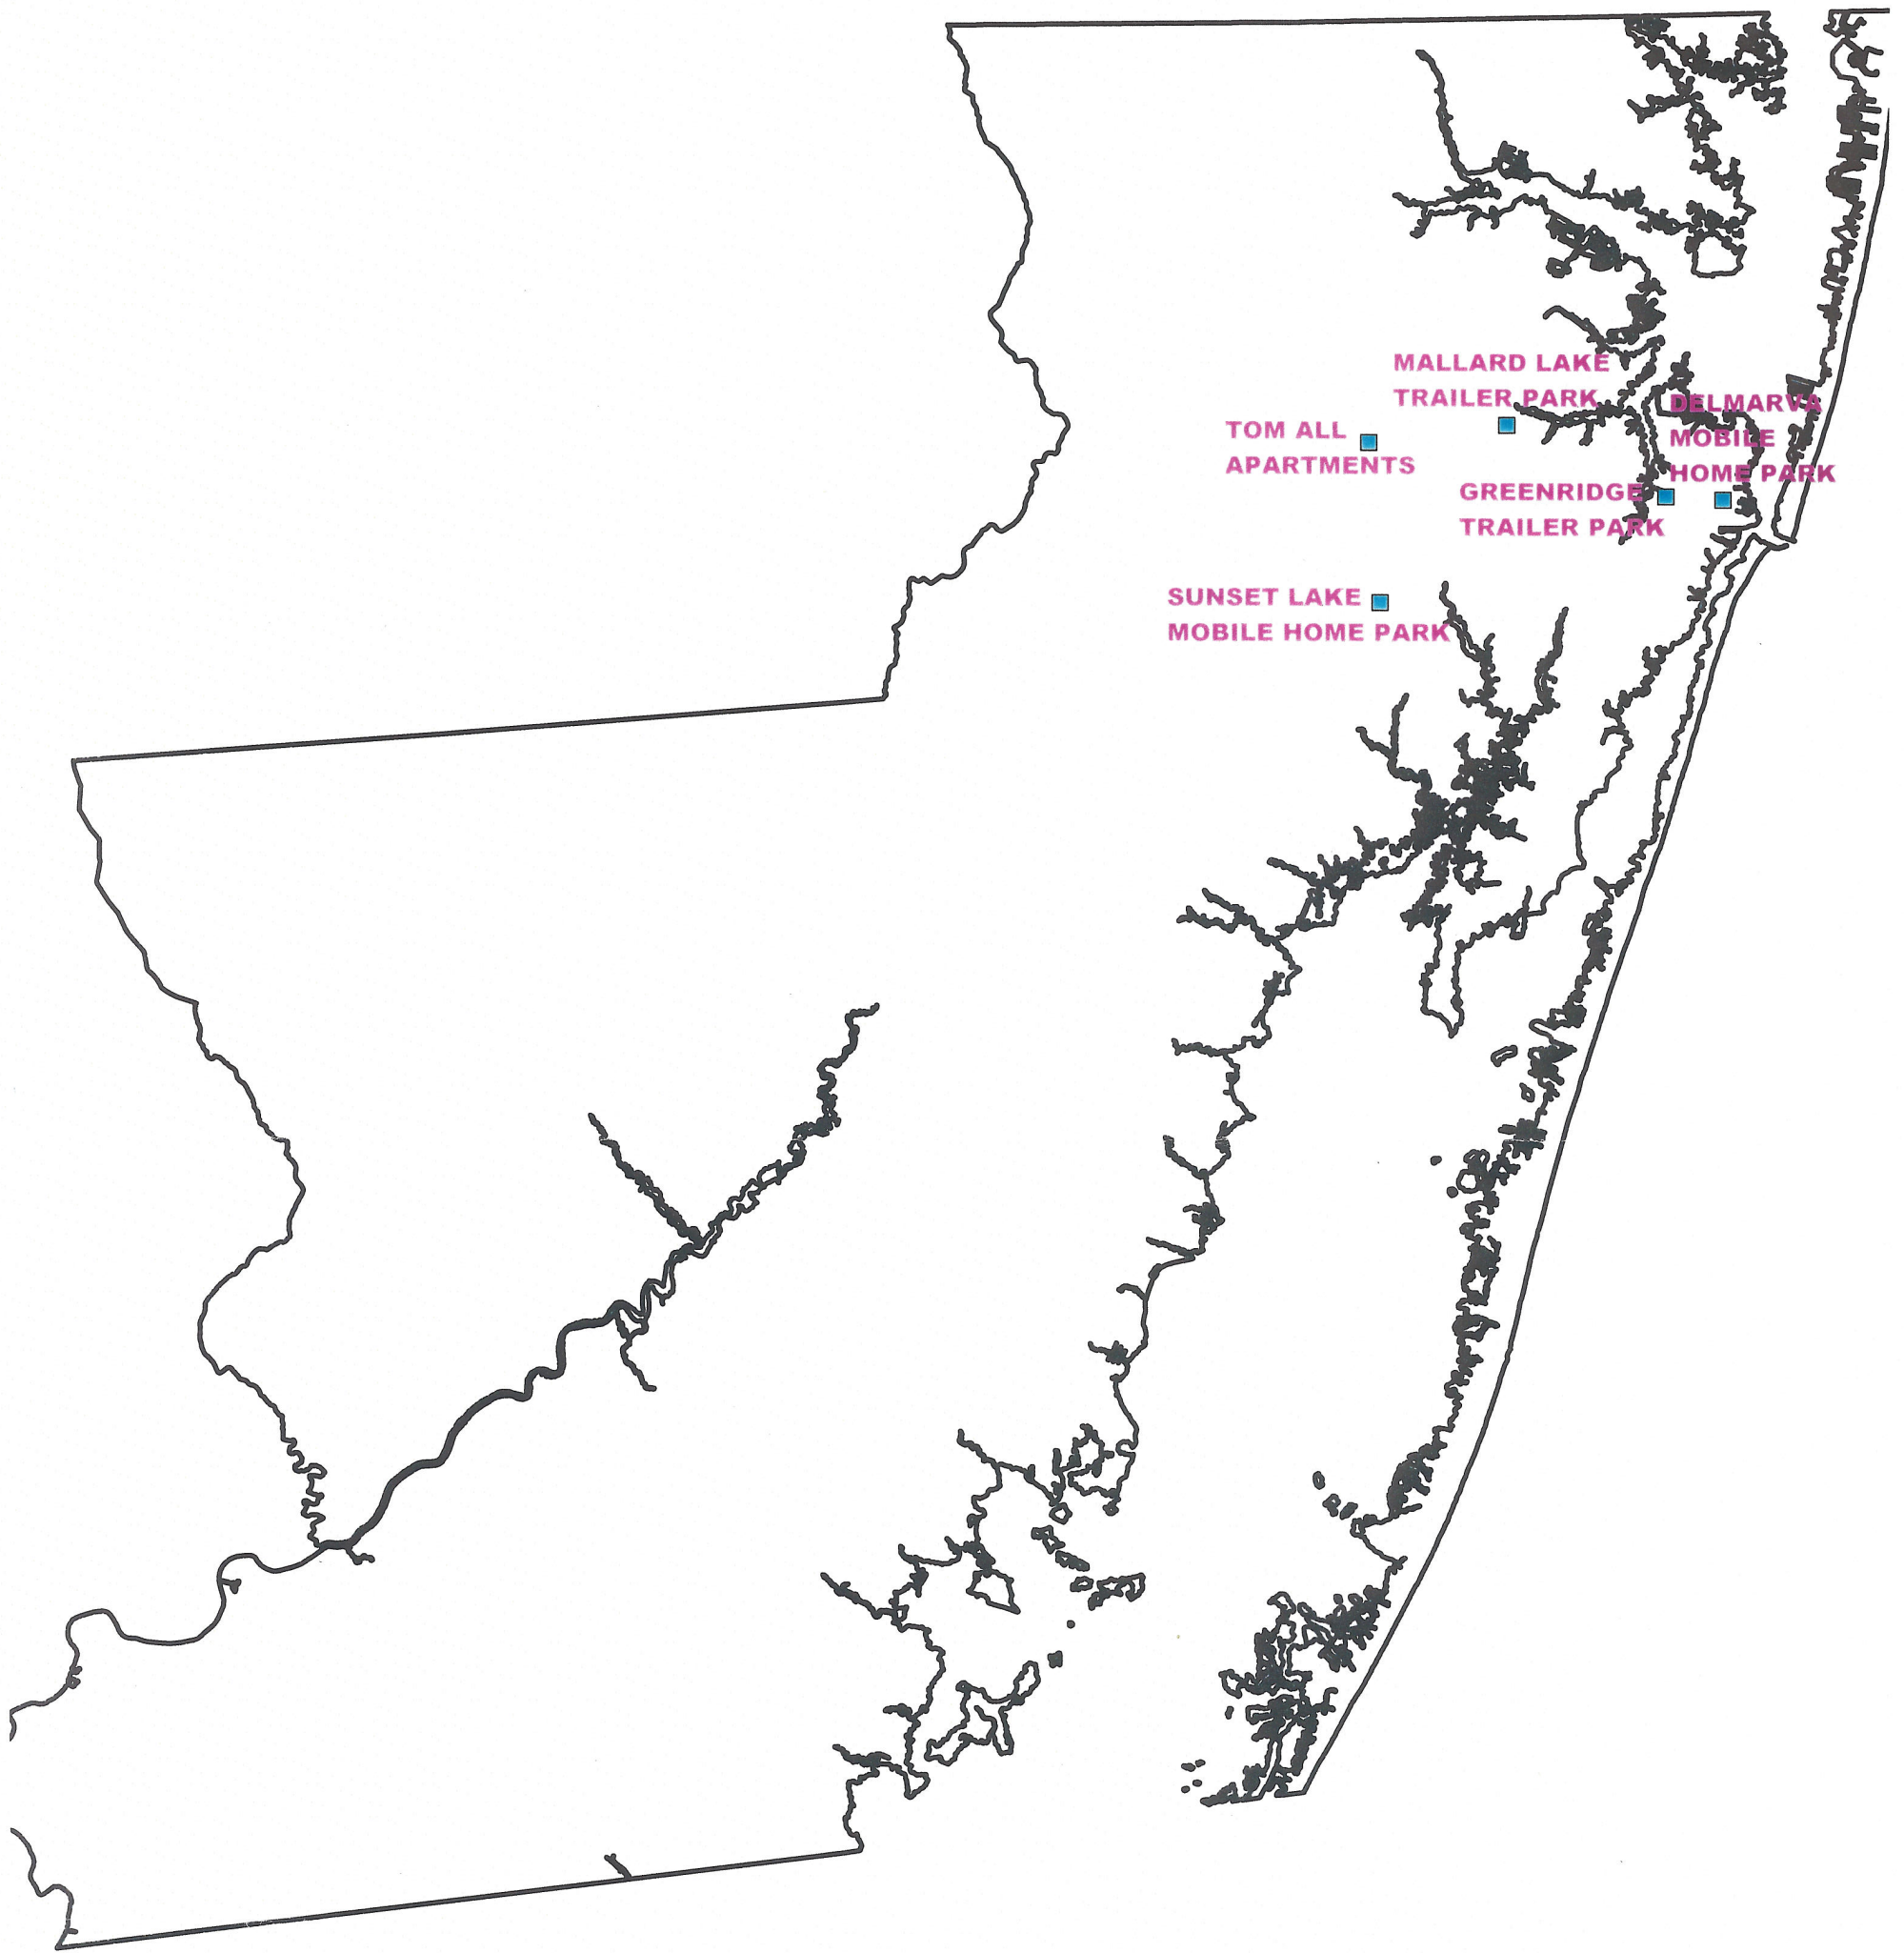 MALLARD LAKE
TRAILER PARK
DELMARVA
MOBILE
HOME PARK
TOM ALL
APARTMENTS
GREENRIDGE
TRAILER PARK
SUNSET LAKE
MOBILE HOME PARK